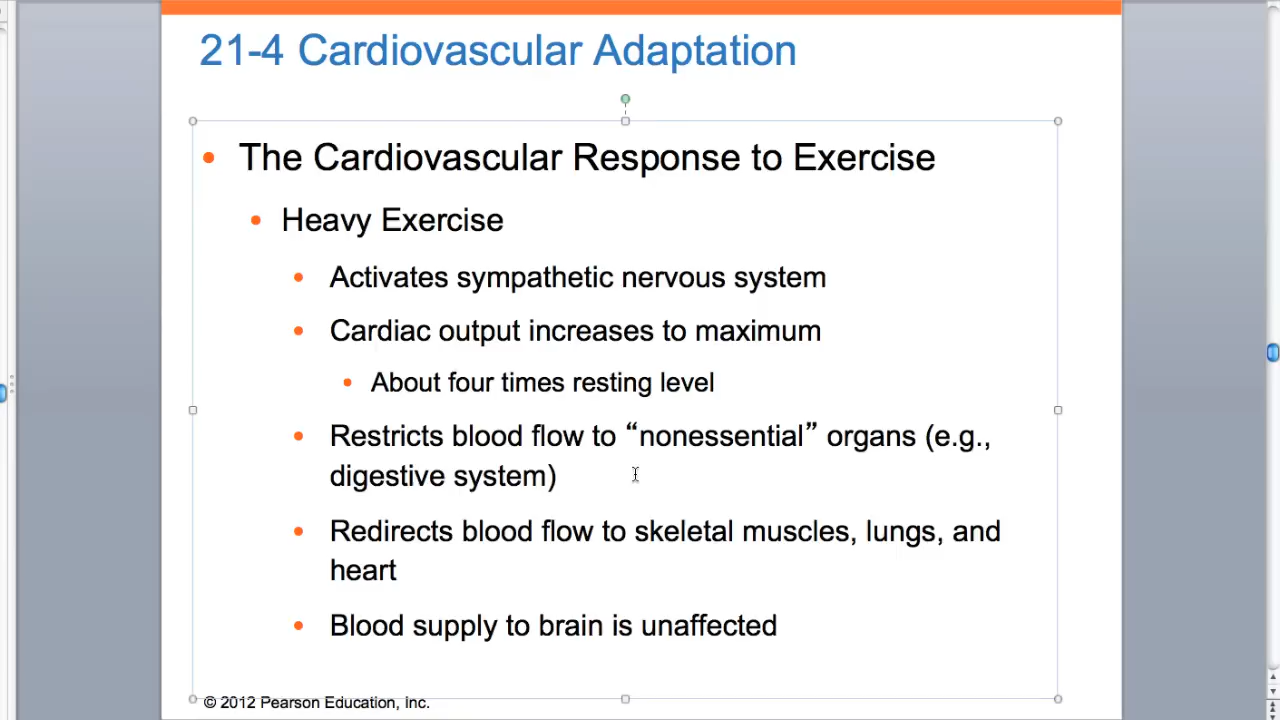 21-4 Cardiovascular Adaptation
• The Cardiovascular Response to Exercise
• Heavy Exercise
• Activates sympathetic nervous system
• Cardiac output increases to maximum
• About four times resting level
• Restricts blood flow to “nonessential” organs (e.g.,
digestive system)
• Redirects blood flow to skeletal muscles, lungs, and
heart
• Blood supply to brain is unaffected
© 2012 Pearson Education, Inc.